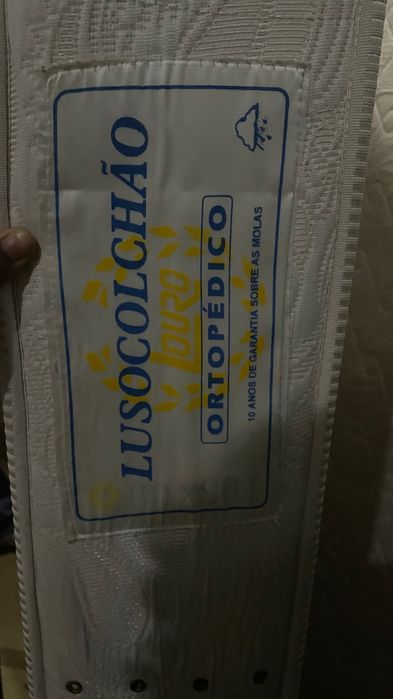 LUSOCOLCHÃO
LOURO
ORTOPÉDICO
10 ANOS DE GARANTIA SOBRE AS MOLAS